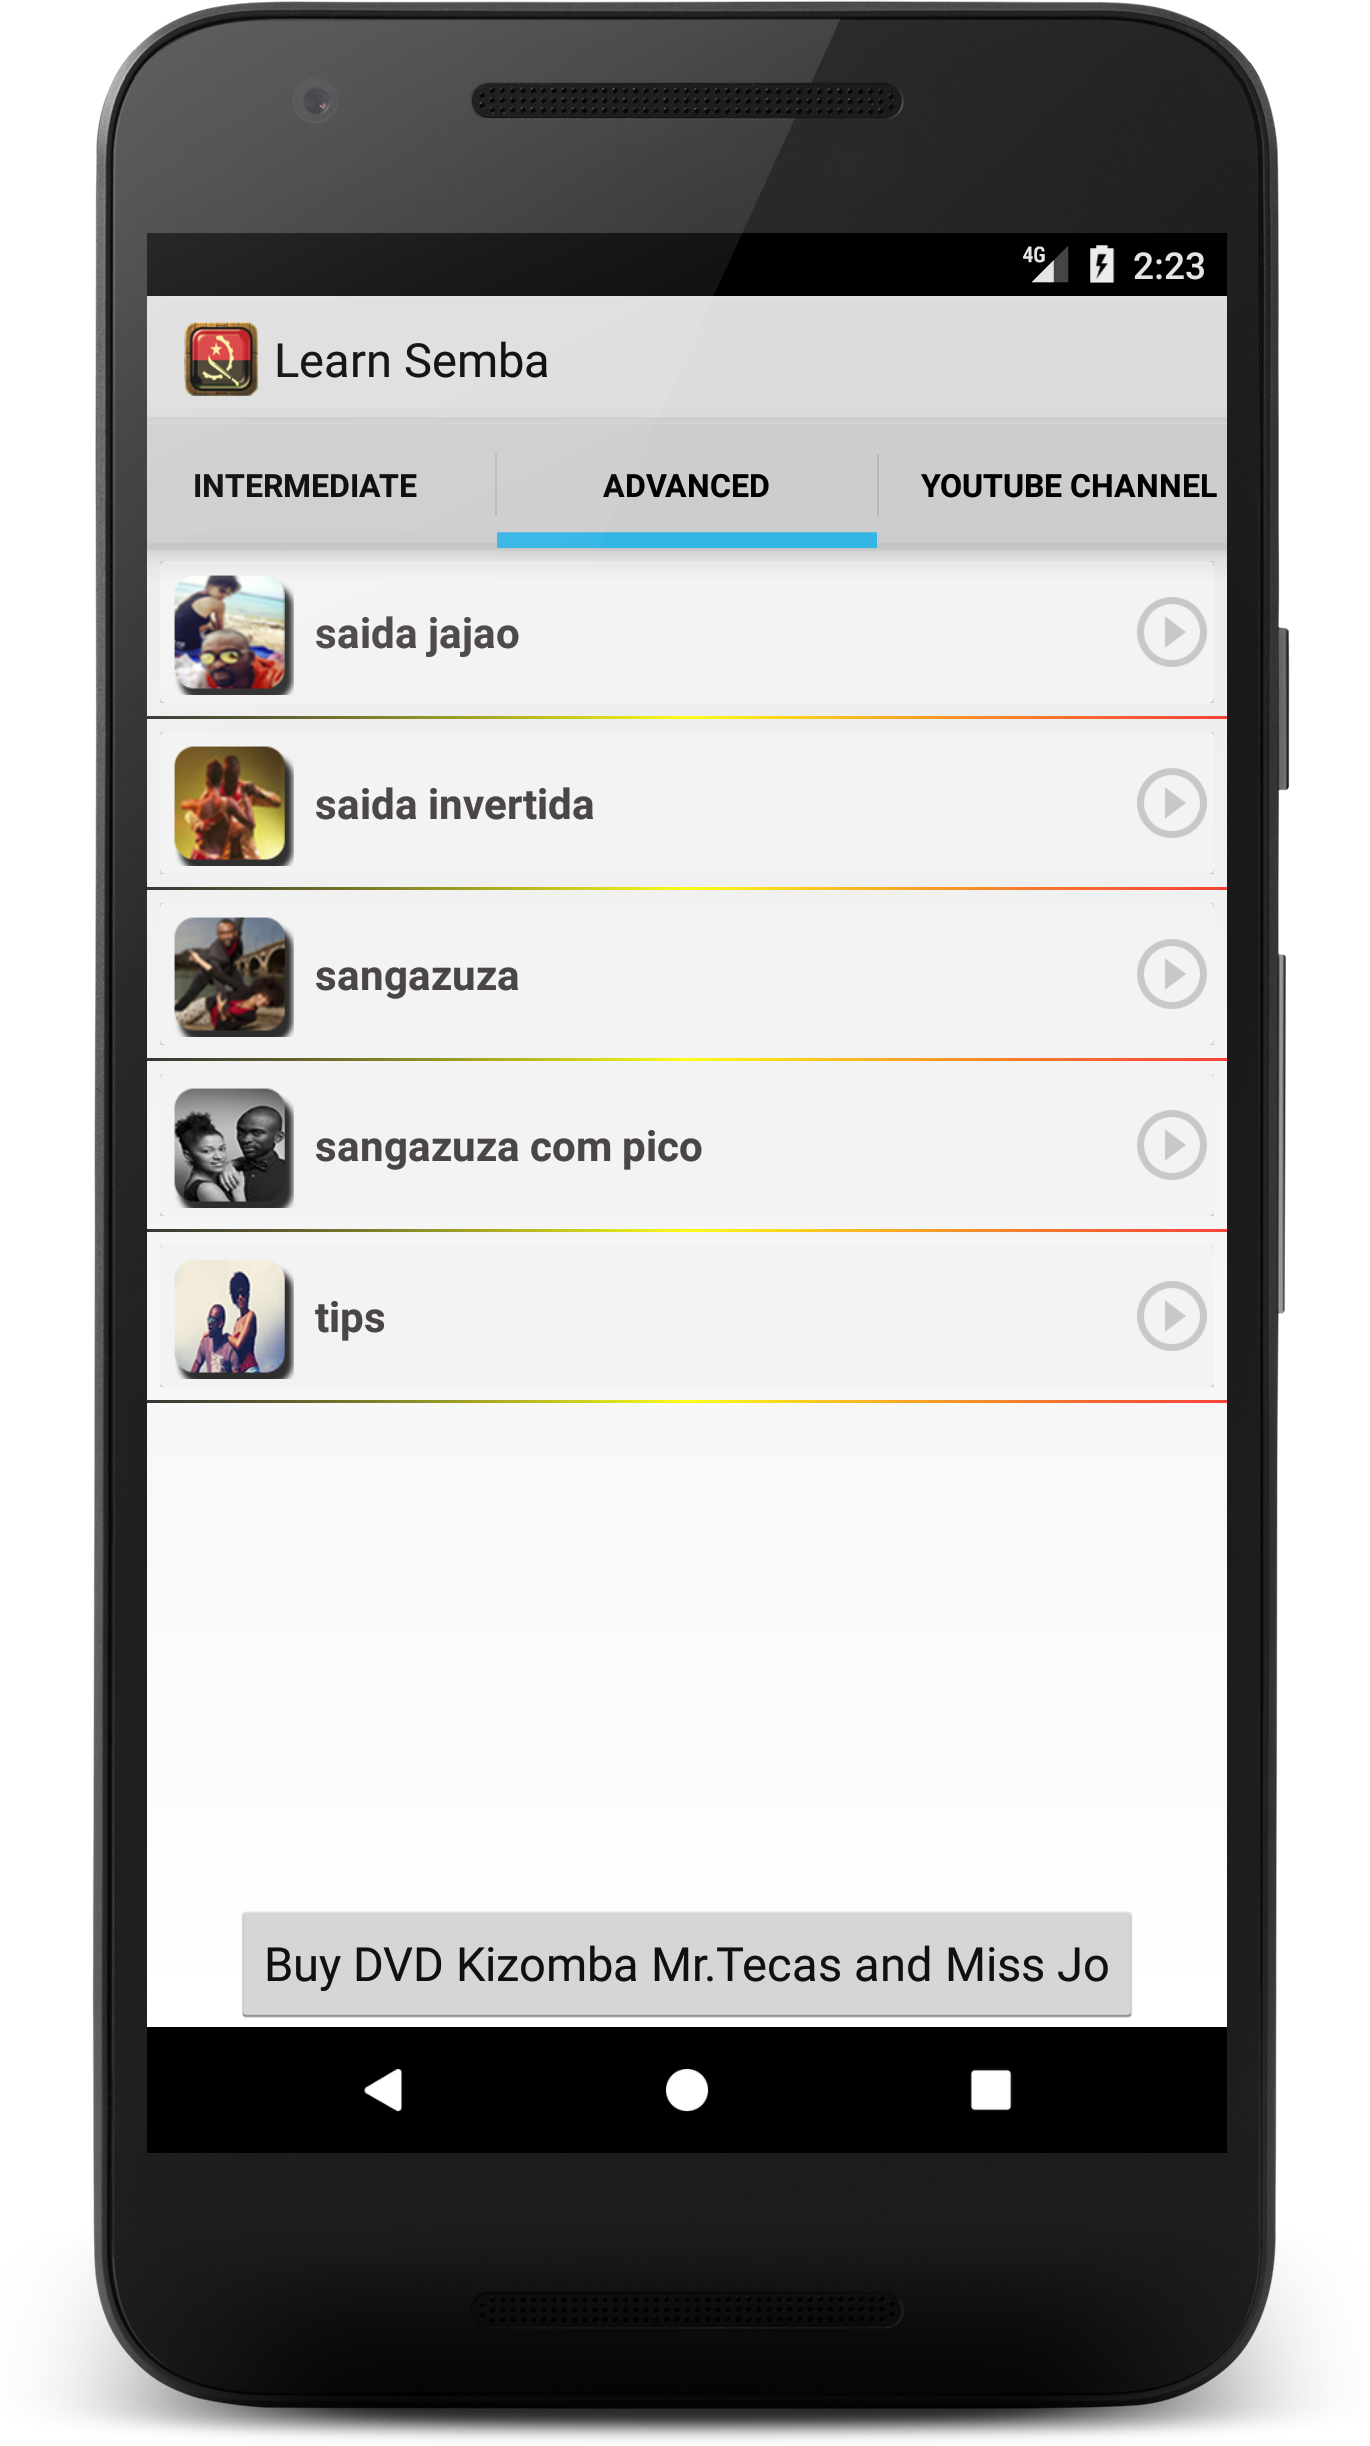 4G 2:23
Learn Semba
INTERMEDIATE ADVANCED YOUTUBE CHANNEL
saida jajao
saida invertida
sangazuza
sangazuza com pico
tips
Buy DVD Kizomba Mr.Tecas and Miss Jo